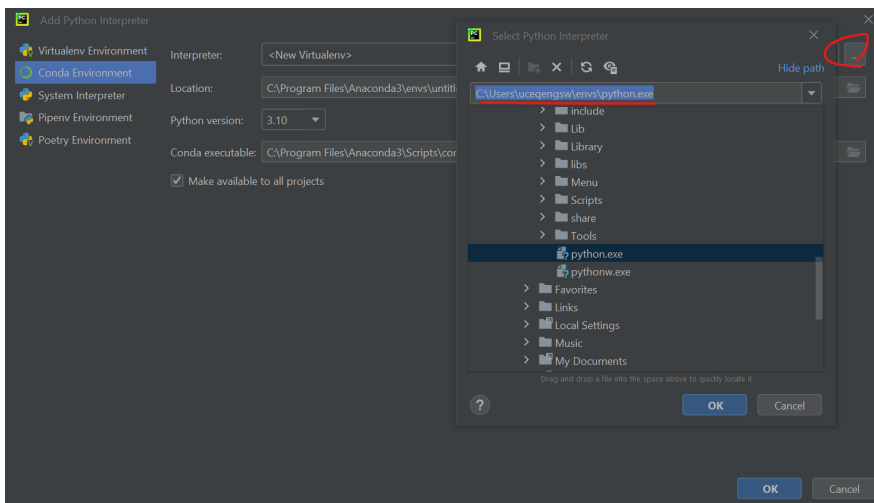 Add Python Interpreter
Virtualenv Environment
Conda Environment
System Interpreter
Pipenv Environment
Poetry Environment
Interpreter: <New Virtualenv>
Location: C:\Program Files\Anaconda3\envs\untitl
Python version: 3.10
Conda executable: C:\Program Files\Anaconda3\Scripts\cor
Make available to all projects
Select Python Interpreter
Hide path
C:\Users\uceqengsw\envs\python.exe
include
Lib
Library
libs
Menu
Scripts
share
Tools
python.exe
pythonw.exe
Favorites
Links
Local Settings
Music
My Documents
Drag and drop a file into the space above to quickly locate it
? OK Cancel
...
OK Cancel